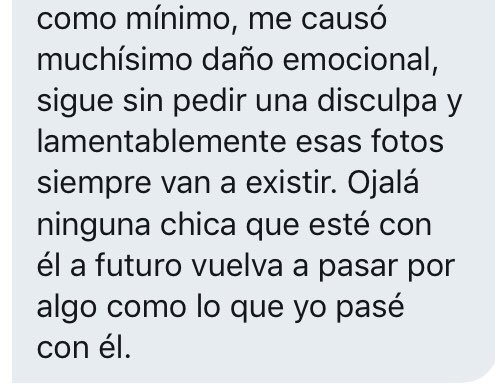 como mínimo, me causó
muchísimo daño emocional,
sigue sin pedir una disculpa y
lamentablemente esas fotos
siempre van a existir. Ojalá
ninguna chica que esté con
él a futuro vuelva a pasar por
algo como lo que yo pasé
con él.